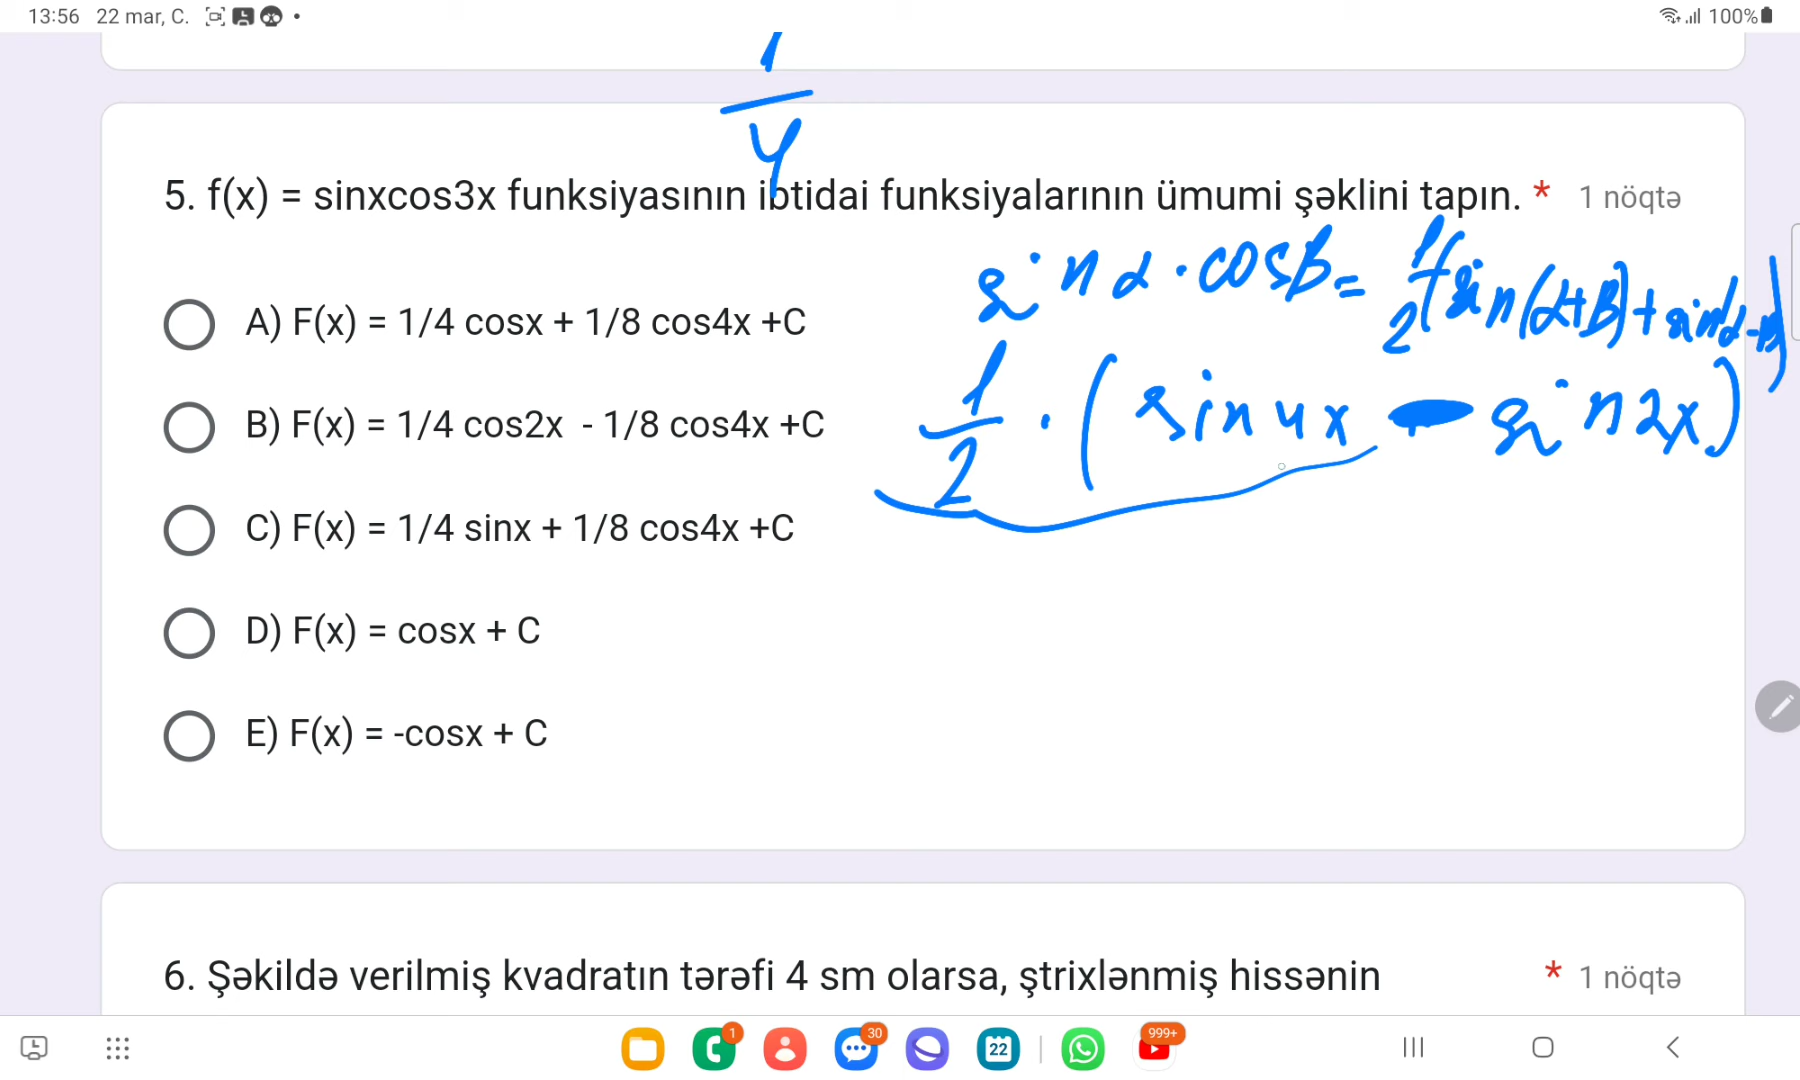 13:56 22 mar, C. •
100%
1
4
5. f(x) = sinxcos3x funksiyasının ibtidai funksiyalarının ümumi şəklini tapın. * 1 nöqtə
sinα·cosβ= 1/2(sin(α+β)+sin(α-β))
1/2 · (sin4x - sin2x)
A) F(x) = 1/4 cosx + 1/8 cos4x +C
B) F(x) = 1/4 cos2x - 1/8 cos4x +C
C) F(x) = 1/4 sinx + 1/8 cos4x +C
D) F(x) = cosx + C
E) F(x) = -cosx + C
6. Şəkildə verilmiş kvadratın tərəfi 4 sm olarsa, ştrixlənmiş hissənin * 1 nöqtə
1
30
22
999+